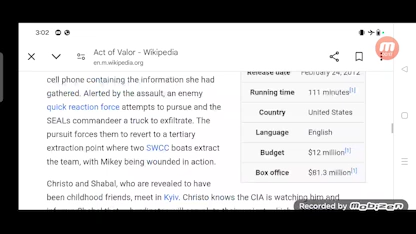 3:02
Act of Valor - Wikipedia
en.m.wikipedia.org
cell phone containing the information she had
gathered. Alerted by the assault, an enemy
quick reaction force attempts to pursue and the
SEALs commandeer a truck to exfiltrate. The
pursuit forces them to revert to a tertiary
extraction point where two SWCC boats extract
the team, with Mikey being wounded in action.
Christo and Shabal, who are revealed to have
been childhood friends, meet in Kyiv. Christo knows the CIA is watching him and
Release date February 24, 2012
Running time 111 minutes[1]
Country United States
Language English
Budget $12 million[1]
Box office $81.3 million[1]
Recorded by Mobizen